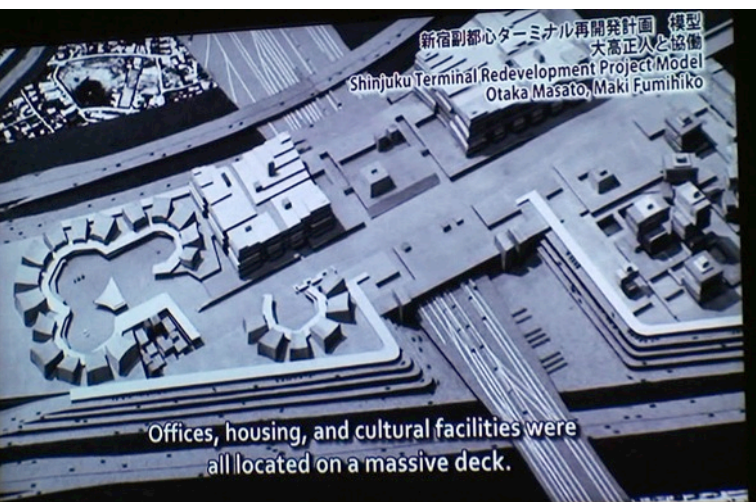 新宿副都心ターミナル再開発計画　模型
大高正人と協働
Shinjuku Terminal Redevelopment Project Model
Otaka Masato, Maki Fumihiko
Offices, housing, and cultural facilities were
all located on a massive deck.